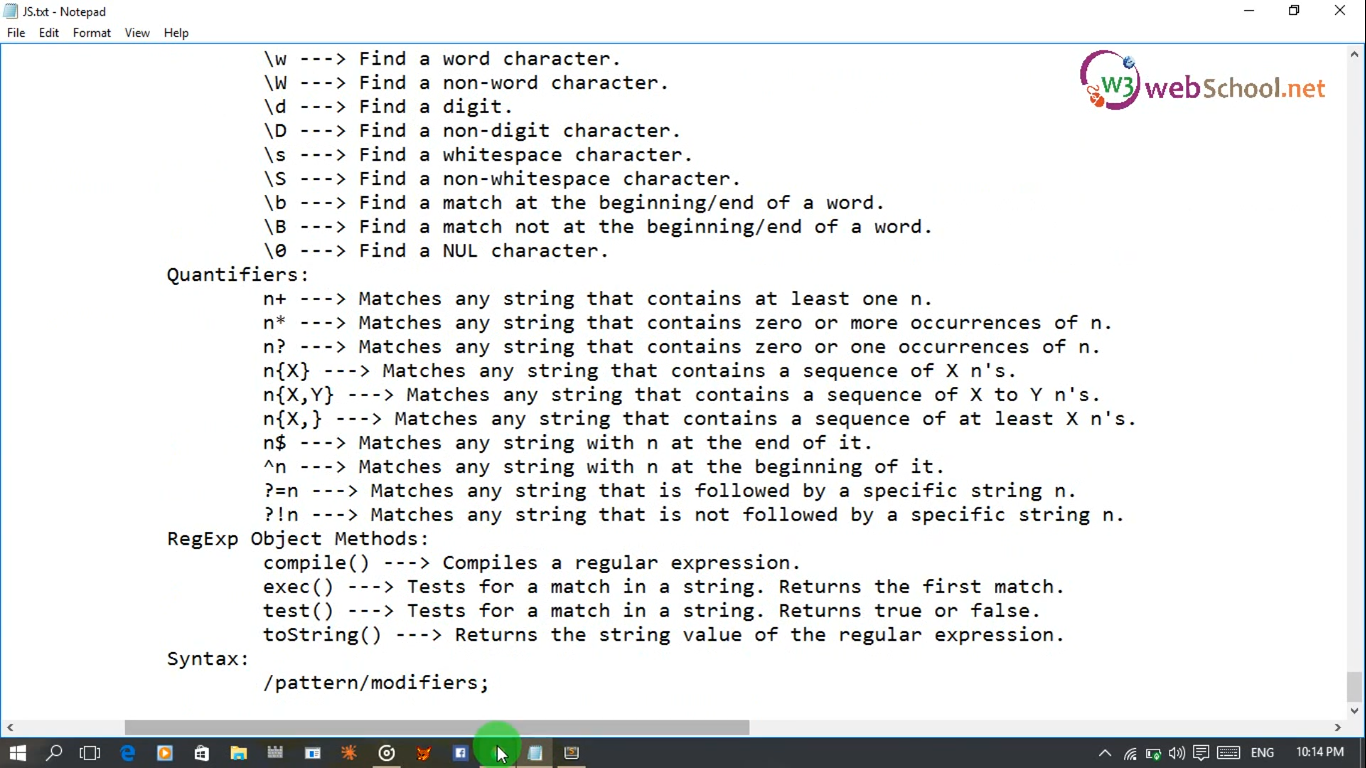 JS.txt - Notepad
File Edit Format View Help
W3webSchool.net
\w ---> Find a word character.
\W ---> Find a non-word character.
\d ---> Find a digit.
\D ---> Find a non-digit character.
\s ---> Find a whitespace character.
\S ---> Find a non-whitespace character.
\b ---> Find a match at the beginning/end of a word.
\B ---> Find a match not at the beginning/end of a word.
\0 ---> Find a NUL character.
Quantifiers:
n+ ---> Matches any string that contains at least one n.
n* ---> Matches any string that contains zero or more occurrences of n.
n? ---> Matches any string that contains zero or one occurrences of n.
n{X} ---> Matches any string that contains a sequence of X n's.
n{X,Y} ---> Matches any string that contains a sequence of X to Y n's.
n{X,} ---> Matches any string that contains a sequence of at least X n's.
n$ ---> Matches any string with n at the end of it.
^n ---> Matches any string with n at the beginning of it.
?=n ---> Matches any string that is followed by a specific string n.
?!n ---> Matches any string that is not followed by a specific string n.
RegExp Object Methods:
compile() ---> Compiles a regular expression.
exec() ---> Tests for a match in a string. Returns the first match.
test() ---> Tests for a match in a string. Returns true or false.
toString() ---> Returns the string value of the regular expression.
Syntax:
/pattern/modifiers;
ENG 10:14 PM